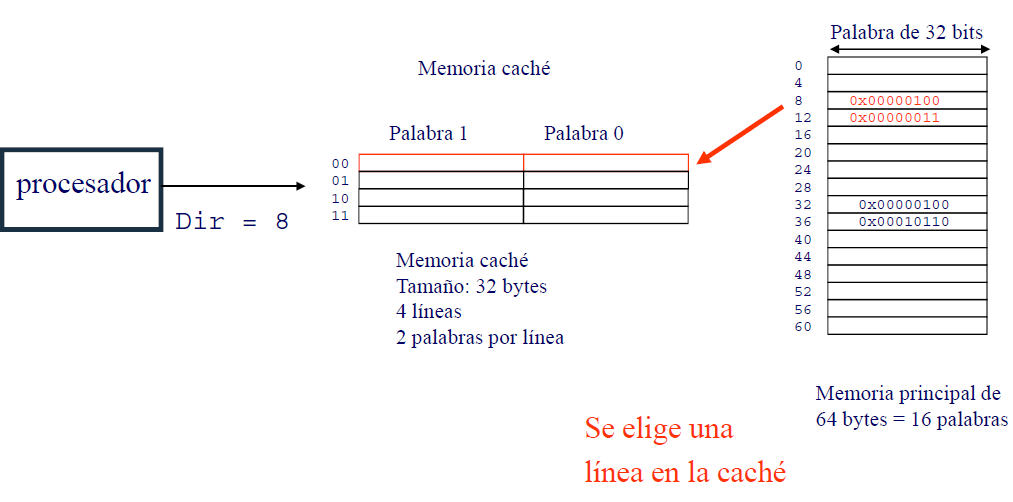 Palabra de 32 bits
Memoria caché
Palabra 1 Palabra 0
procesador
Dir = 8
00
01
10
11
Memoria caché
Tamaño: 32 bytes
4 líneas
2 palabras por línea
0
4
8 0x00000100
12 0x00000011
16
20
24
28
32 0x00000100
36 0x00010110
40
44
48
52
56
60
Memoria principal de
64 bytes = 16 palabras
Se elige una
línea en la caché